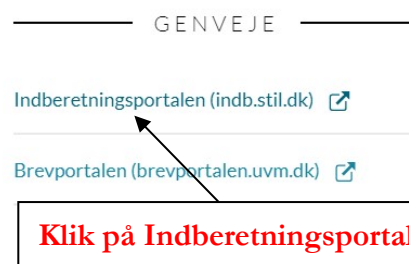 GENVEJE
Indberetningsportalen (indb.stil.dk)
Brevportalen (brevportalen.uvm.dk)
Klik på Indberetningsportal